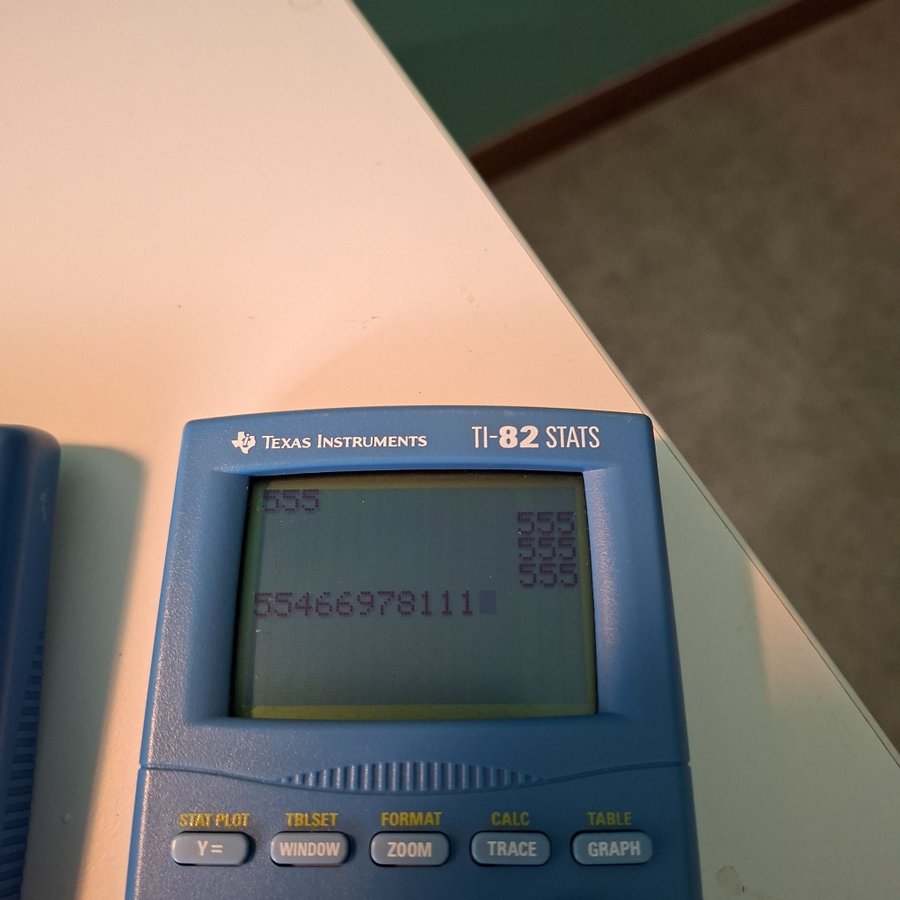 TEXAS INSTRUMENTS TI-82 STATS
555
555
555
555
55466978111
STAT PLOT TBLSET FORMAT CALC TABLE
Y= WINDOW ZOOM TRACE GRAPH